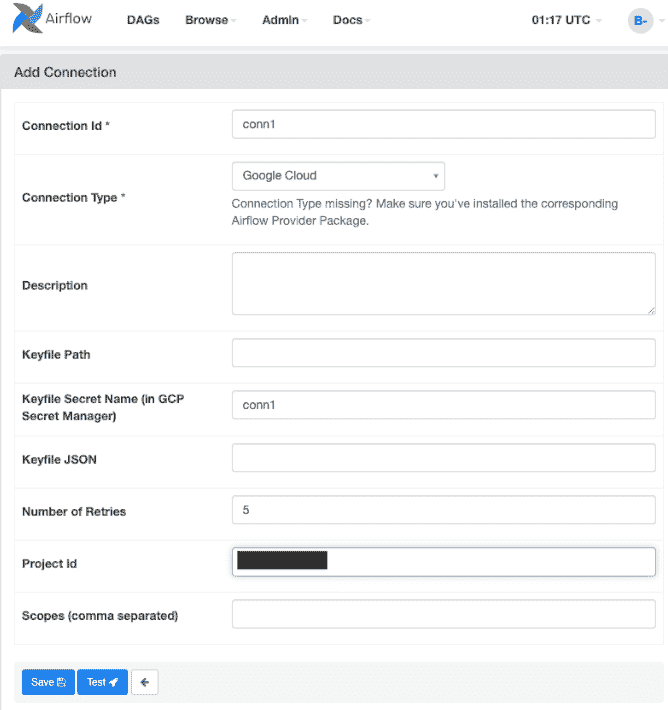 Airflow DAGs Browse Admin Docs 01:17 UTC B-
Add Connection
Connection Id * conn1
Connection Type * Google Cloud
Connection Type missing? Make sure you've installed the corresponding
Airflow Provider Package.
Description
Keyfile Path
Keyfile Secret Name (in GCP
Secret Manager) conn1
Keyfile JSON
Number of Retries 5
Project Id
Scopes (comma separated)
Save Test